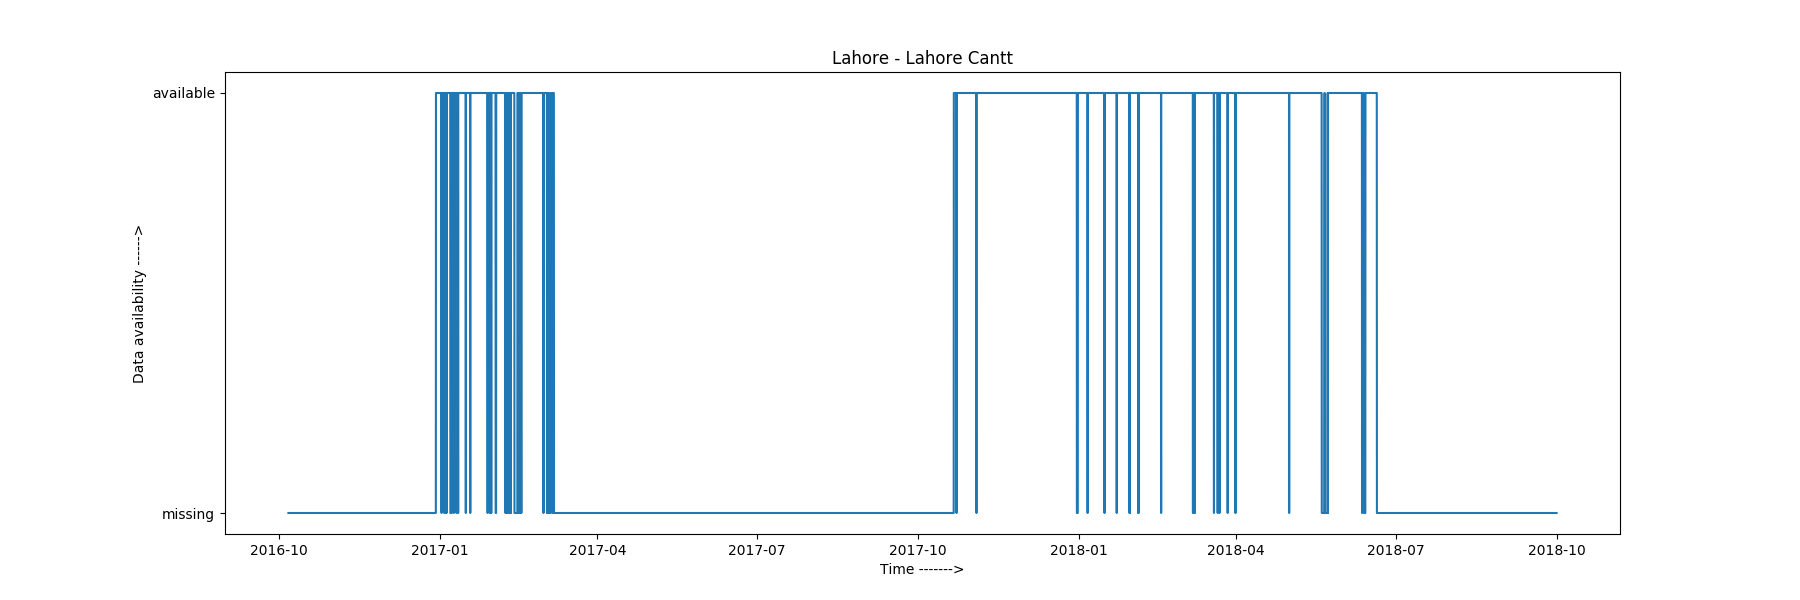 Lahore - Lahore Cantt
available
missing
Data availability ------>
2016-10 2017-01 2017-04 2017-07 2017-10 2018-01 2018-04 2018-07 2018-10
Time ------->